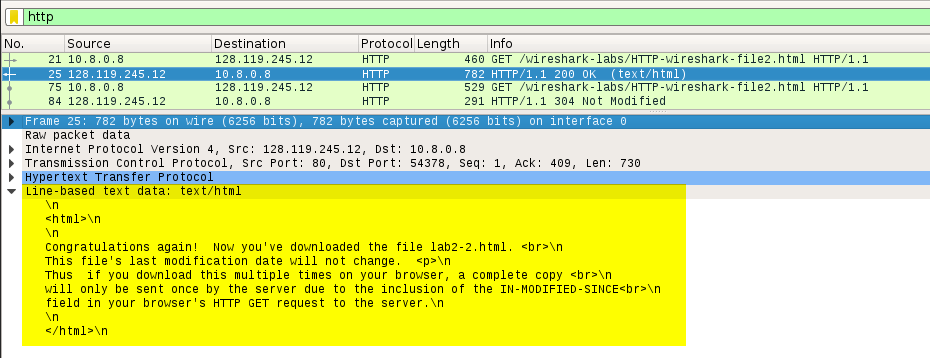 http
No. Source Destination Protocol Length Info
21 10.8.0.8 128.119.245.12 HTTP 460 GET /wireshark-labs/HTTP-wireshark-file2.html HTTP/1.1
25 128.119.245.12 10.8.0.8 HTTP 782 HTTP/1.1 200 OK  (text/html)
75 10.8.0.8 128.119.245.12 HTTP 529 GET /wireshark-labs/HTTP-wireshark-file2.html HTTP/1.1
84 128.119.245.12 10.8.0.8 HTTP 291 HTTP/1.1 304 Not Modified
Frame 25: 782 bytes on wire (6256 bits), 782 bytes captured (6256 bits) on interface 0
Raw packet data
Internet Protocol Version 4, Src: 128.119.245.12, Dst: 10.8.0.8
Transmission Control Protocol, Src Port: 80, Dst Port: 54378, Seq: 1, Ack: 409, Len: 730
Hypertext Transfer Protocol
Line-based text data: text/html
\n
<html>\n
\n
Congratulations again!  Now you've downloaded the file lab2-2.html. <br>\n
This file's last modification date will not change.  <p>\n
Thus  if you download this multiple times on your browser, a complete copy <br>\n
will only be sent once by the server due to the inclusion of the IN-MODIFIED-SINCE<br>\n
field in your browser's HTTP GET request to the server.\n
\n
</html>\n